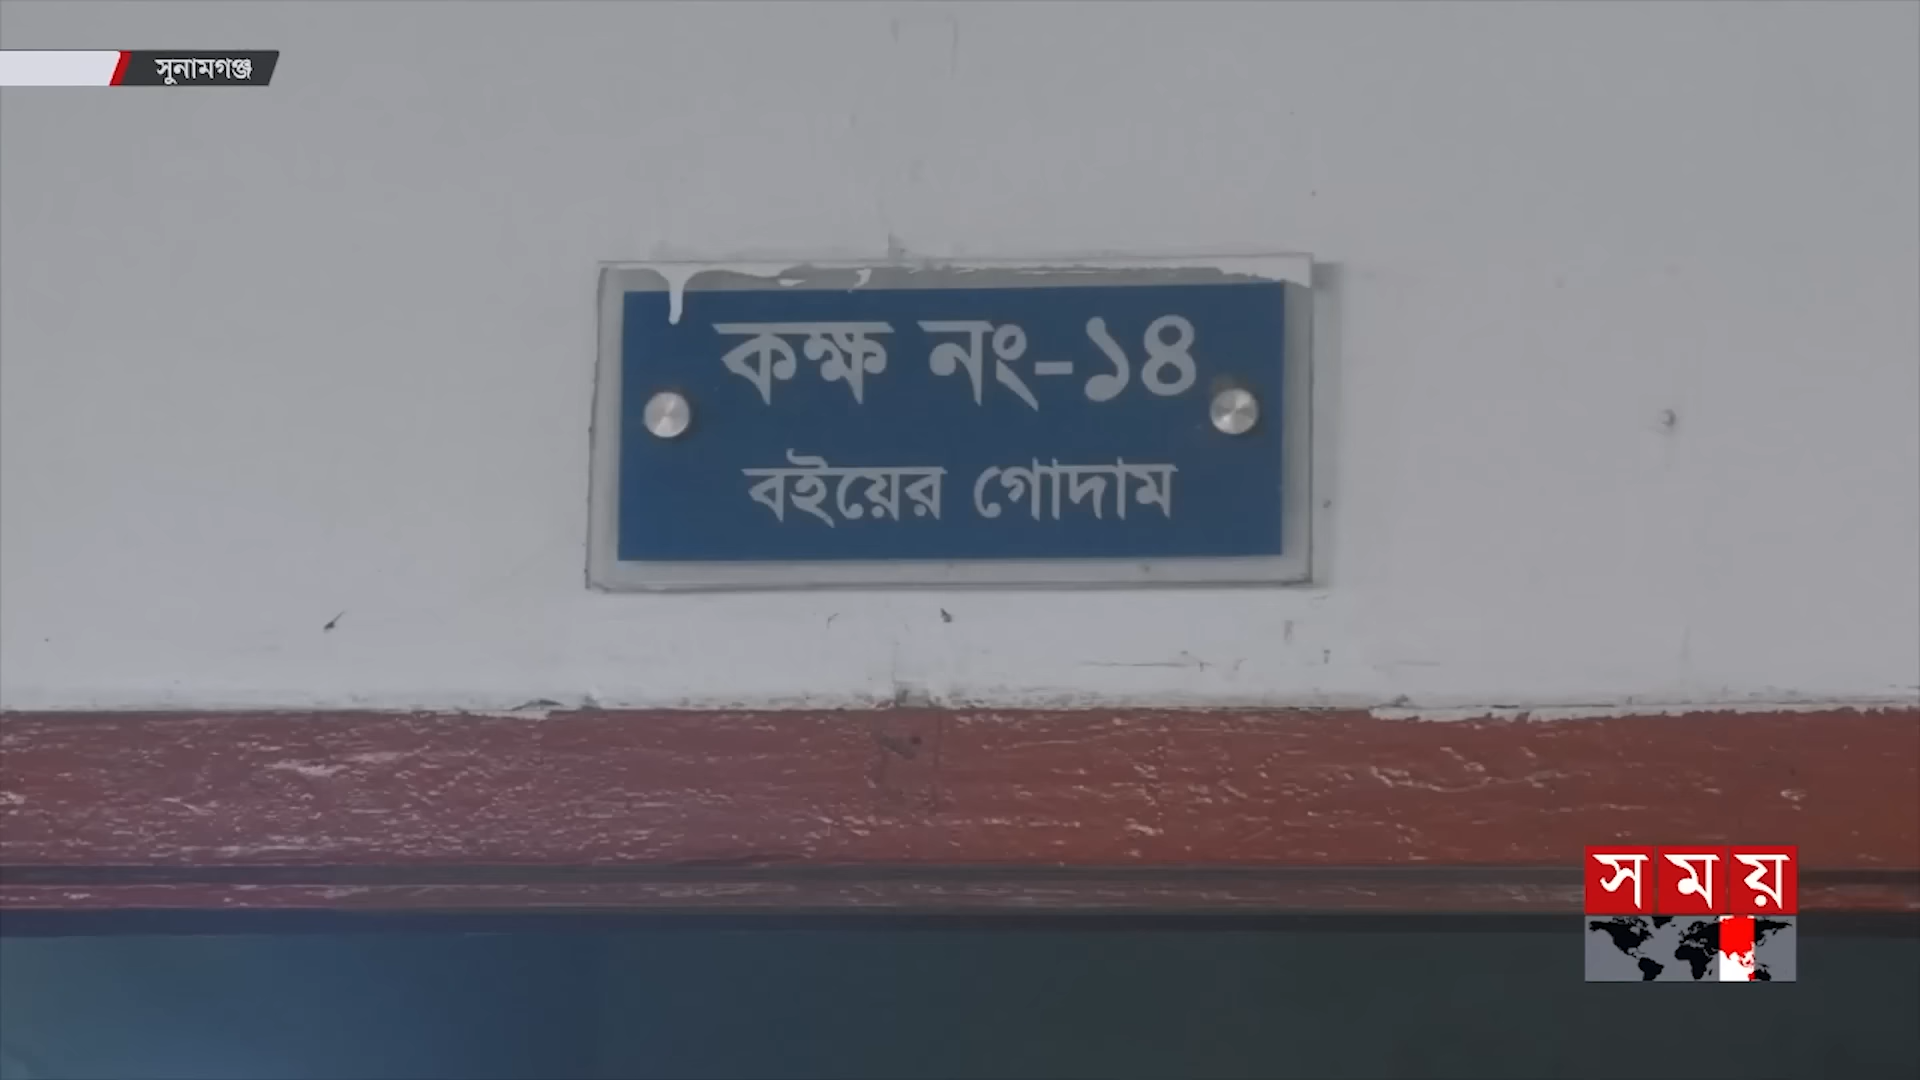 সুনামগঞ্জ
কক্ষ নং-১৪
বইয়ের গোদাম
সময়